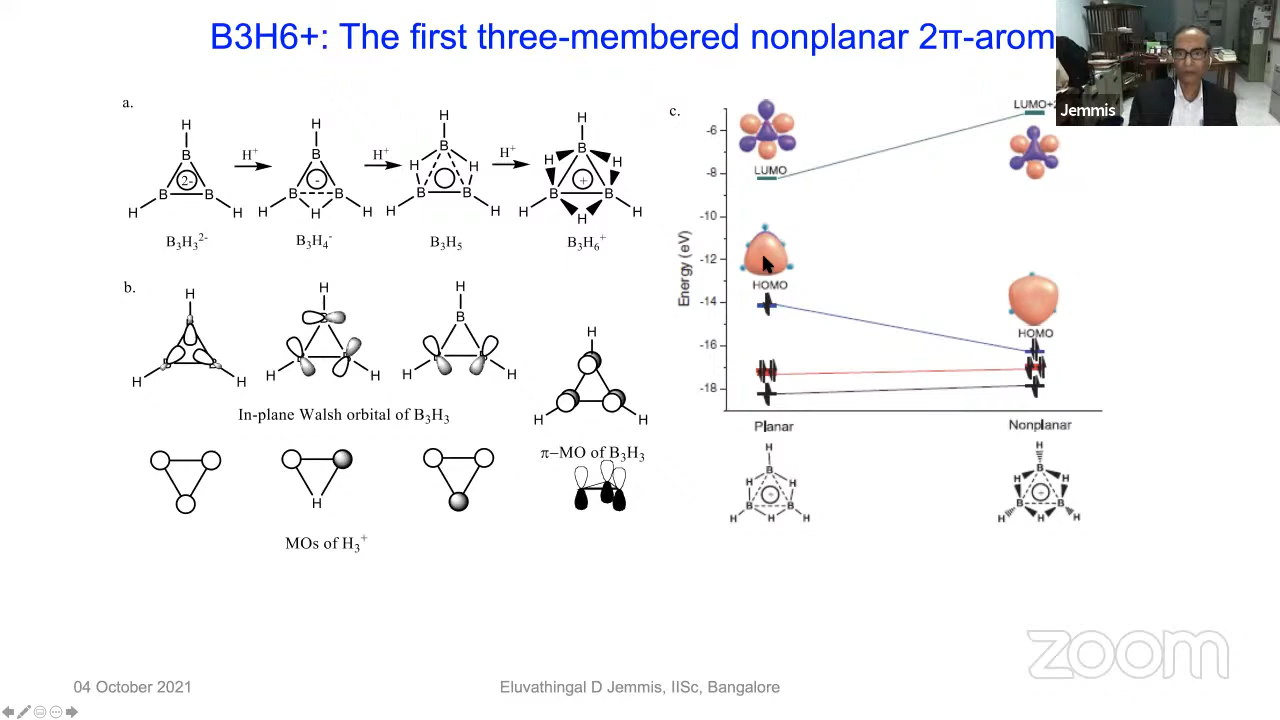 B3H6+: The first three-membered nonplanar 2π-arom
Jemmis
a.
H H H H
H⁺ H⁺ H⁺
B B B B
H H H H
2- - +
B B B B B B B B
H H H H H H H H
H H
B₃H₃²⁻ B₃H₄⁻ B₃H₅ B₃H₆⁺
b.
H H H H
B
H H H H H H H H
In-plane Walsh orbital of B₃H₃
π−MO of B₃H₃
H
MOs of H₃⁺
c.
Energy (eV)
-6
-8
-10
-12
-14
-16
-18
LUMO
LUMO+2
HOMO
HOMO
Planar Nonplanar
H H
B B
H H H H
+ +
B B B B
H H H H H H
zoom
04 October 2021
Eluvathingal D Jemmis, IISc, Bangalore